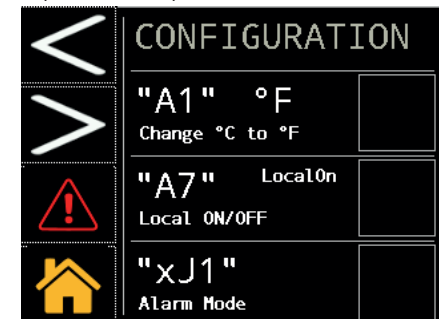 CONFIGURATION
"A1" °F
Change °C to °F
"A7" LocalOn
Local ON/OFF
"xJ1"
Alarm Mode